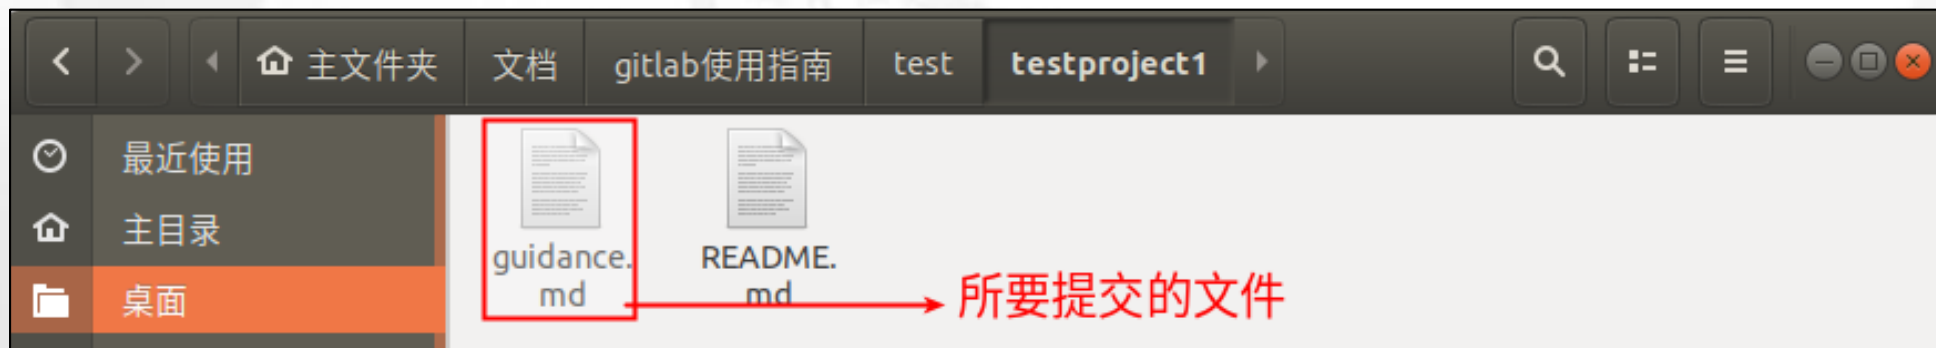 主文件夹 文档 gitlab使用指南 test testproject1
最近使用
主目录
桌面
guidance.
md
README.
md
所要提交的文件